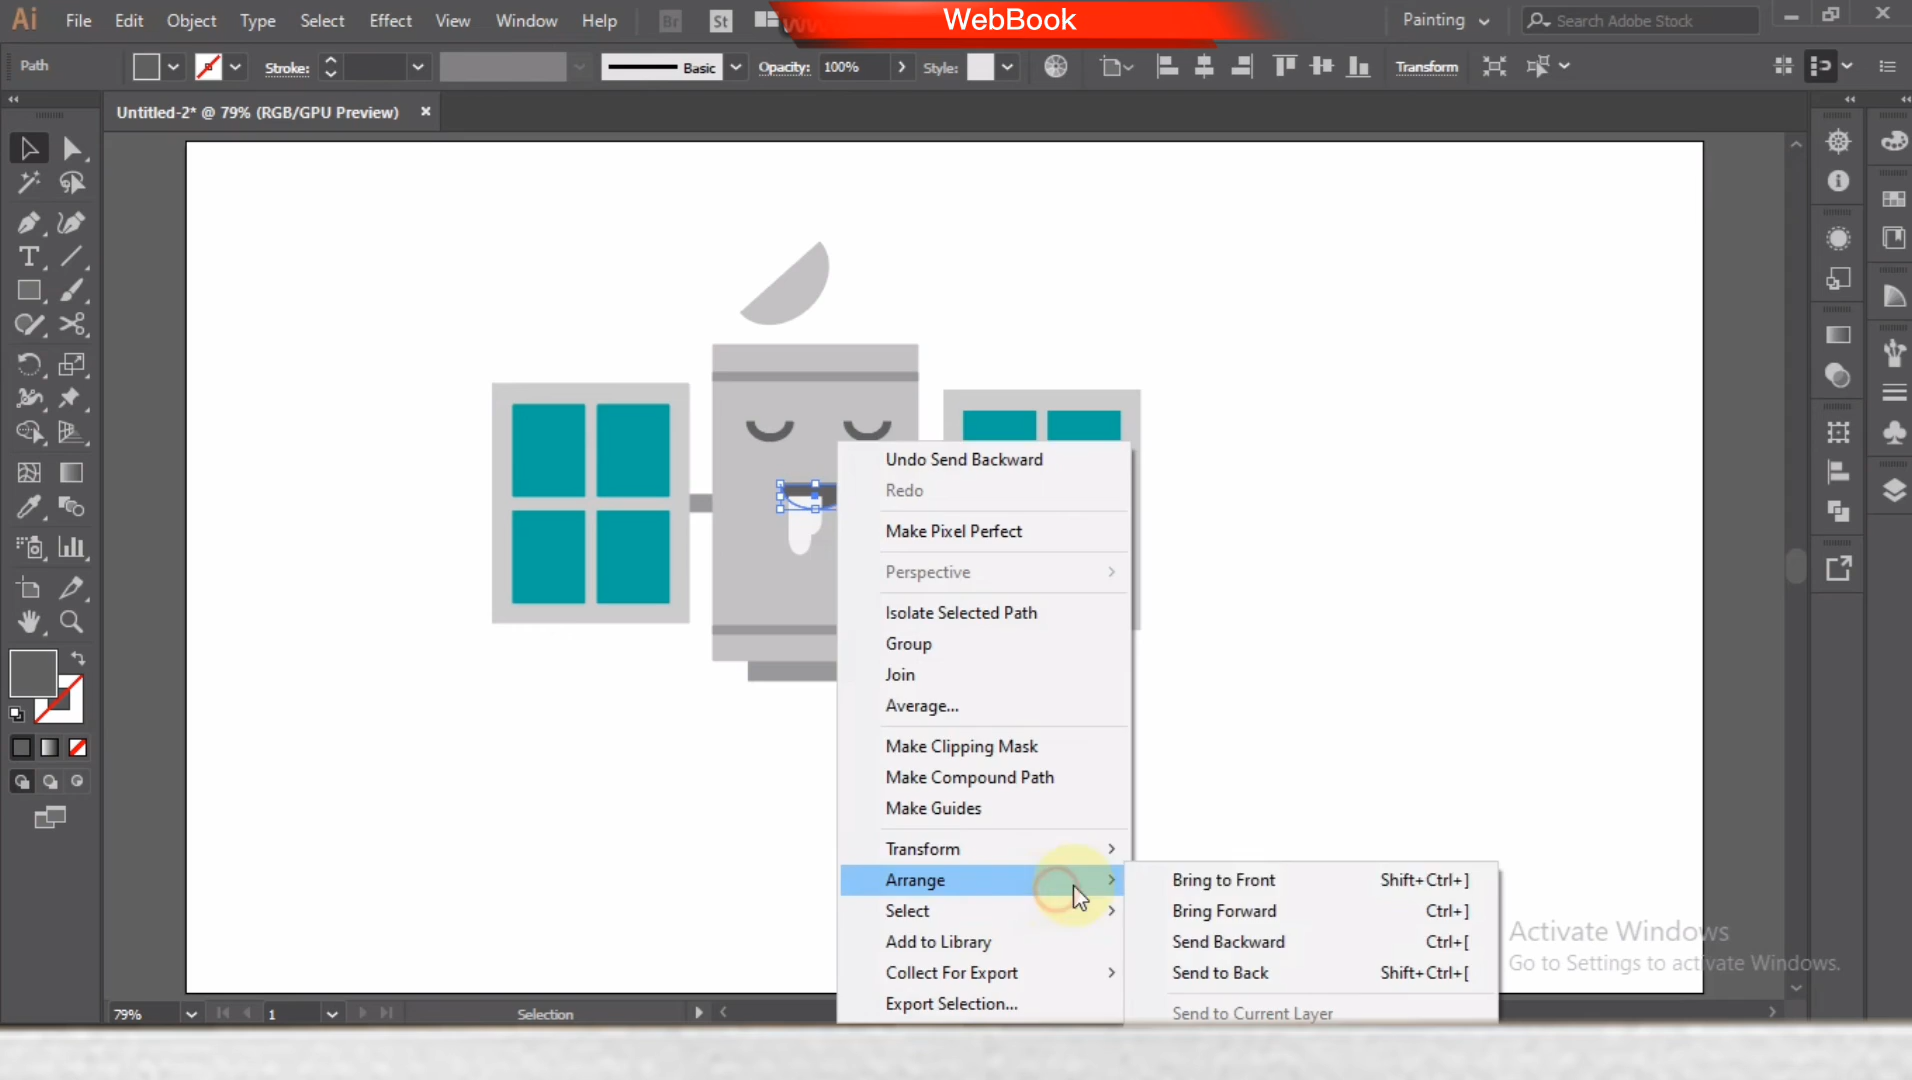 WebBook
Ai File Edit Object Type Select Effect View Window Help Br St Painting Search Adobe Stock
Path Stroke: Basic Opacity: 100% Style: Transform
Untitled-2* @ 79% (RGB/GPU Preview)
Undo Send Backward
Redo
Make Pixel Perfect
Perspective
Isolate Selected Path
Group
Join
Average...
Make Clipping Mask
Make Compound Path
Make Guides
Transform
Arrange
Select
Add to Library
Collect For Export
Export Selection...
Bring to Front Shift+Ctrl+]
Bring Forward Ctrl+]
Send Backward Ctrl+[
Send to Back Shift+Ctrl+[
Send to Current Layer
Activate Windows
Go to Settings to activate Windows.
79% 1 Selection